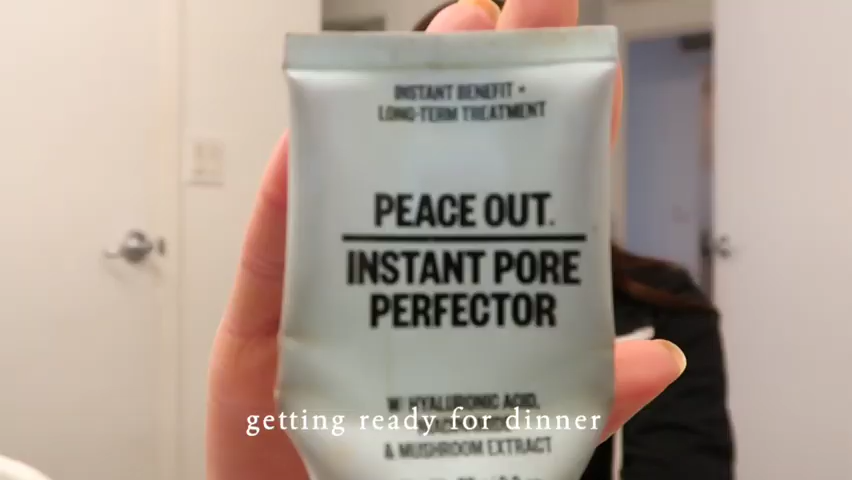 INSTANT BENEFIT +
LONG-TERM TREATMENT
PEACE OUT.
INSTANT PORE
PERFECTOR
W/ HYALURONIC ACID,
getting ready for dinner
& MUSHROOM EXTRACT